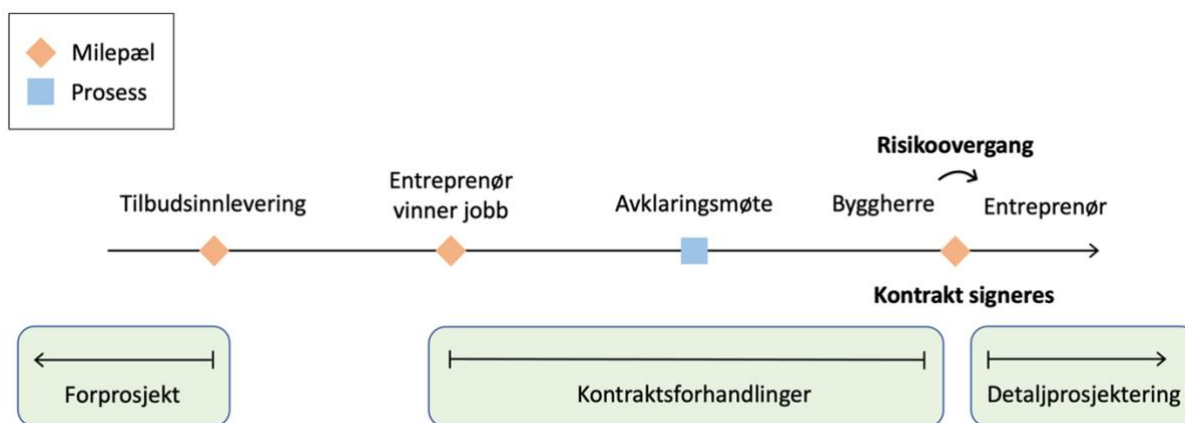 Milepæl
Prosess
Risikoovergang
Tilbudsinnlevering
Entreprenør
vinner jobb
Avklaringsmøte
Byggherre
Entreprenør
Kontrakt signeres
Forprosjekt
Kontraktsforhandlinger
Detaljprosjektering